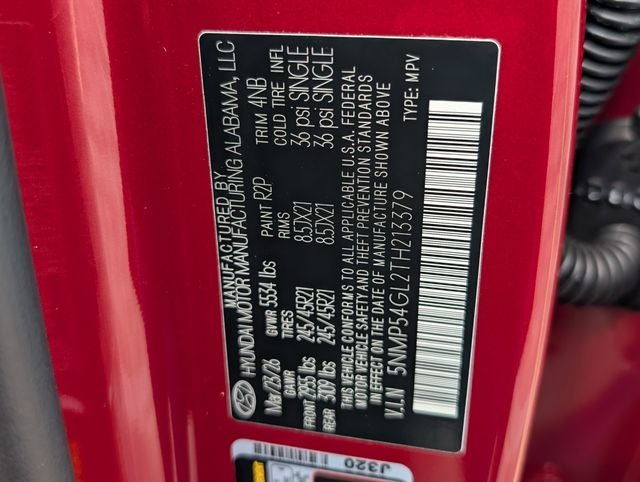 MANUFACTURED BY
HYUNDAI MOTOR MANUFACTURING ALABAMA, LLC
Mar/23/26 GVWR 5534 lbs PAINT R2P TRIM 4NB
GAWR TIRES RIMS COLD TIRE INFL
FRONT 2955 lbs 245/45R21 8.5JX21 36 psi SINGLE
REAR 3109 lbs 245/45R21 8.5JX21 36 psi SINGLE
THIS VEHICLE CONFORMS TO ALL APPLICABLE U.S.A. FEDERAL
MOTOR VEHICLE SAFETY AND THEFT PREVENTION STANDARDS
IN EFFECT ON THE DATE OF MANUFACTURE SHOWN ABOVE
V.I.N 5NMP54GL2TH213379 TYPE: MPV
J320